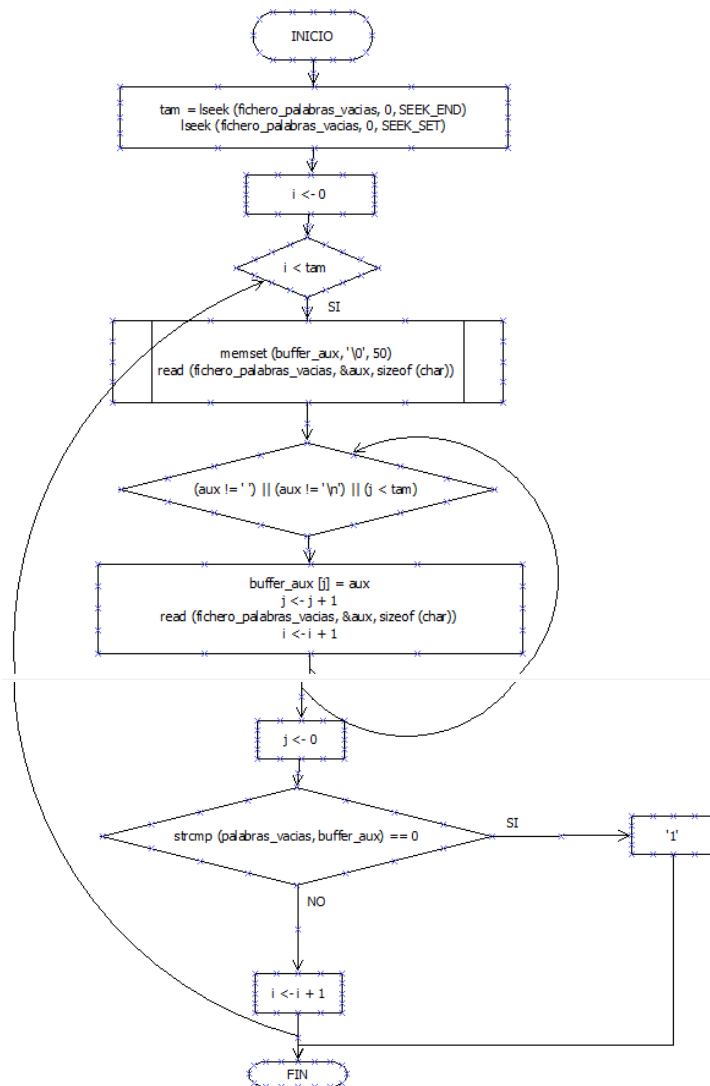 INICIO
tam = lseek (fichero_palabras_vacias, 0, SEEK_END)
lseek (fichero_palabras_vacias, 0, SEEK_SET)
i <- 0
i < tam
SI
memset (buffer_aux, '\0', 50)
read (fichero_palabras_vacias, &aux, sizeof (char))
(aux != ' ') || (aux != '\n') || (j < tam)
buffer_aux [j] = aux
j <- j + 1
read (fichero_palabras_vacias, &aux, sizeof (char))
i <- i + 1
j <- 0
strcmp (palabras_vacias, buffer_aux) == 0
SI
'1'
NO
i <- i + 1
FIN